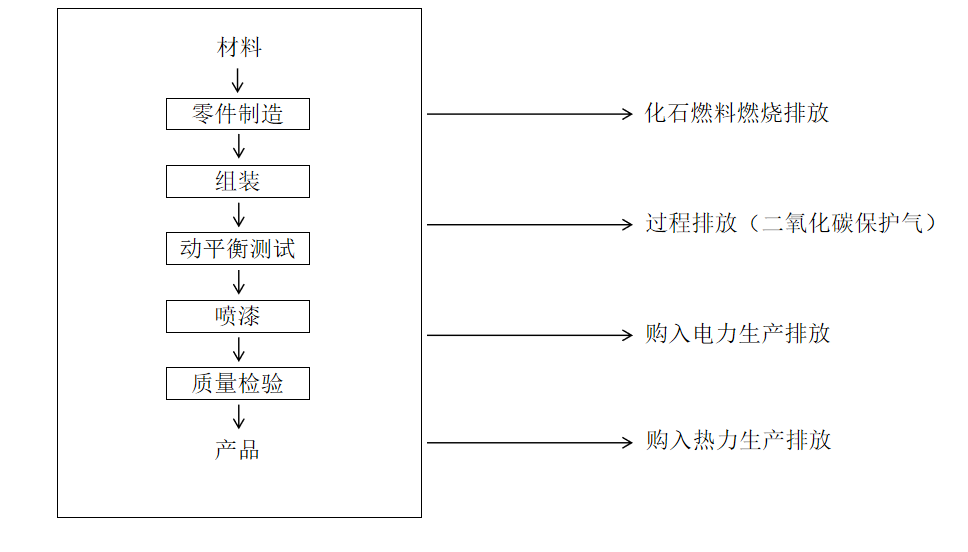 材料
零件制造
组装
动平衡测试
喷漆
质量检验
产品
化石燃料燃烧排放
过程排放（二氧化碳保护气）
购入电力生产排放
购入热力生产排放